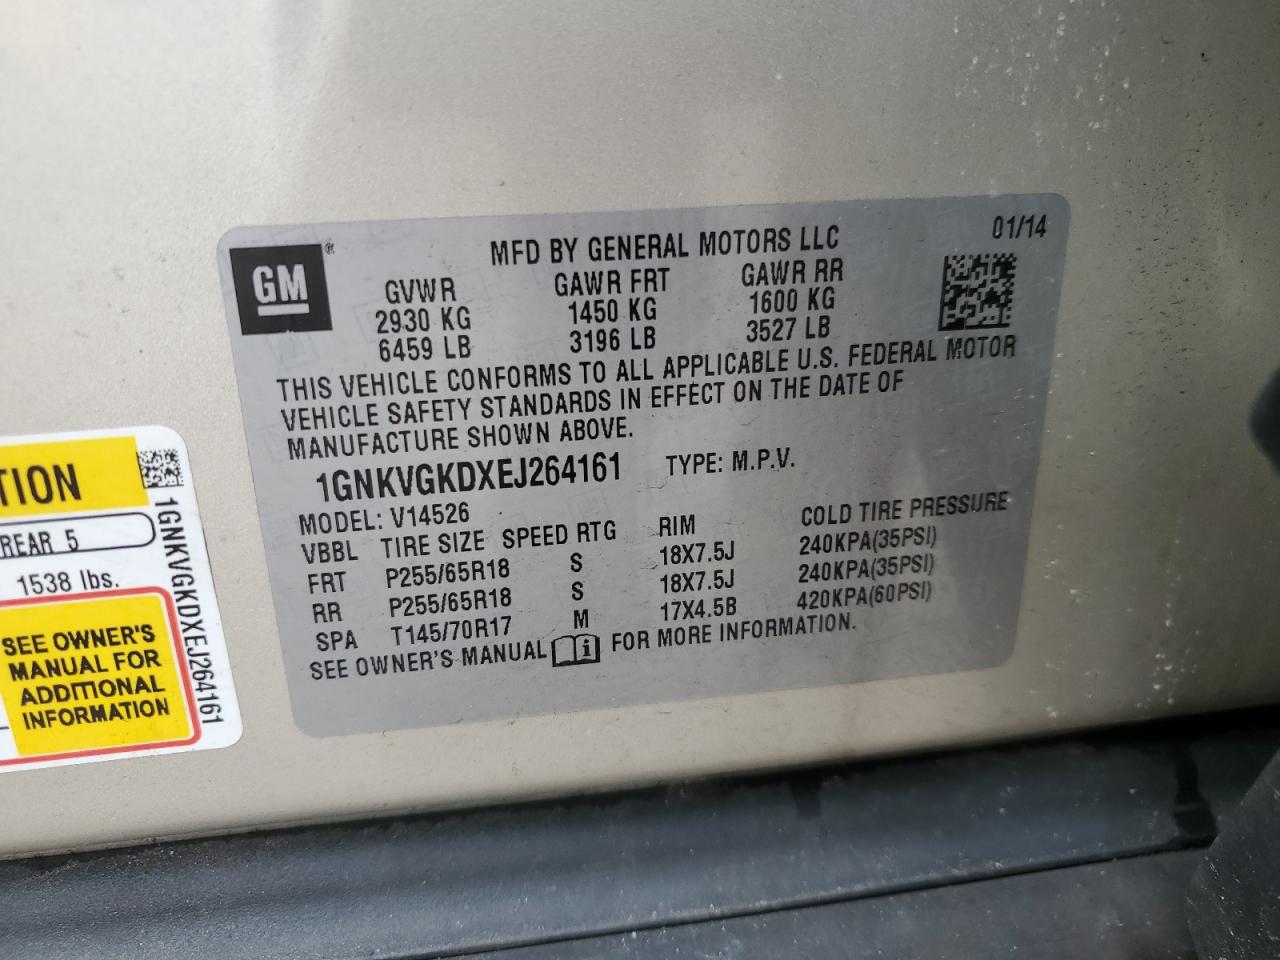 MFD BY GENERAL MOTORS LLC 01/14
GM ®
GVWR GAWR FRT GAWR RR
2930 KG 1450 KG 1600 KG
6459 LB 3196 LB 3527 LB
THIS VEHICLE CONFORMS TO ALL APPLICABLE U.S. FEDERAL MOTOR
VEHICLE SAFETY STANDARDS IN EFFECT ON THE DATE OF
MANUFACTURE SHOWN ABOVE.
1GNKVGKDXEJ264161 TYPE: M.P.V.
MODEL: V14526
VBBL TIRE SIZE SPEED RTG RIM COLD TIRE PRESSURE
FRT P255/65R18 S 18X7.5J 240KPA(35PSI)
RR P255/65R18 S 18X7.5J 240KPA(35PSI)
SPA T145/70R17 M 17X4.5B 420KPA(60PSI)
SEE OWNER'S MANUAL i FOR MORE INFORMATION.
TION
REAR 5
1538 lbs.
SEE OWNER'S
MANUAL FOR
ADDITIONAL
INFORMATION
1GNKVGKDXEJ264161